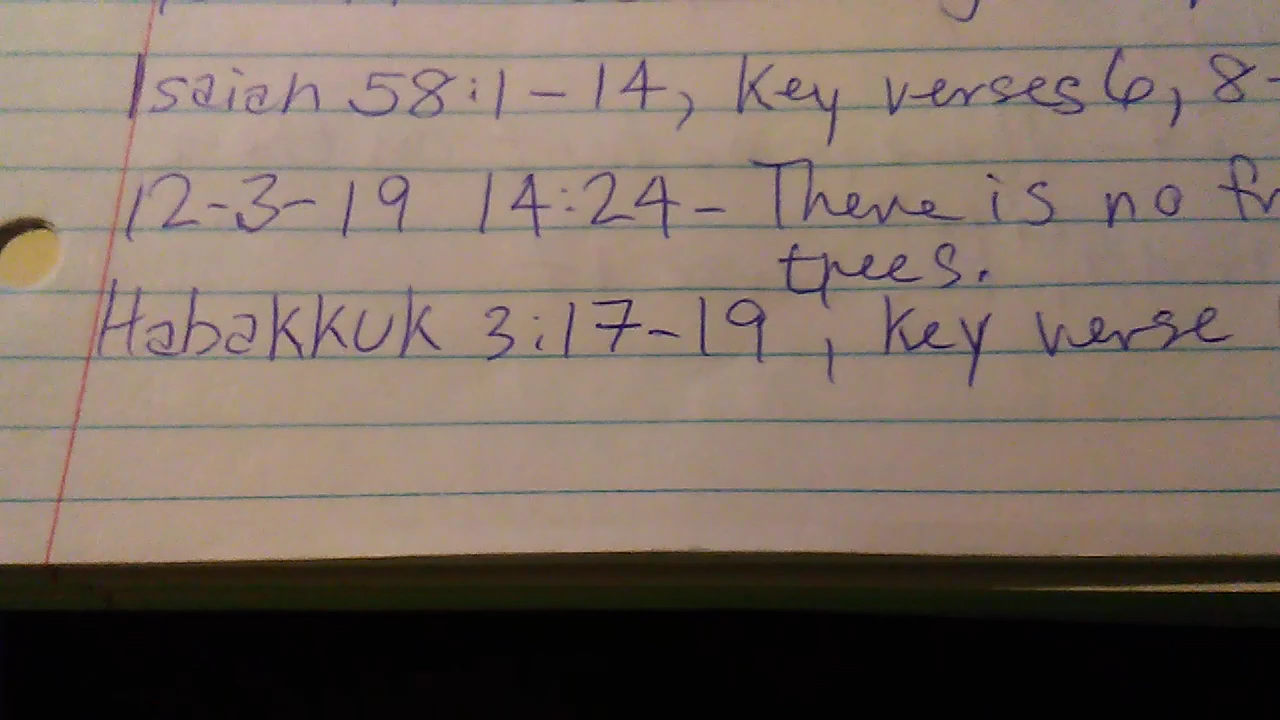 Isaiah 58:1-14, Key verses 6, 8-
12-3-19 14:24- There is no fr
trees.
Habakkuk 3:17-19, Key verse